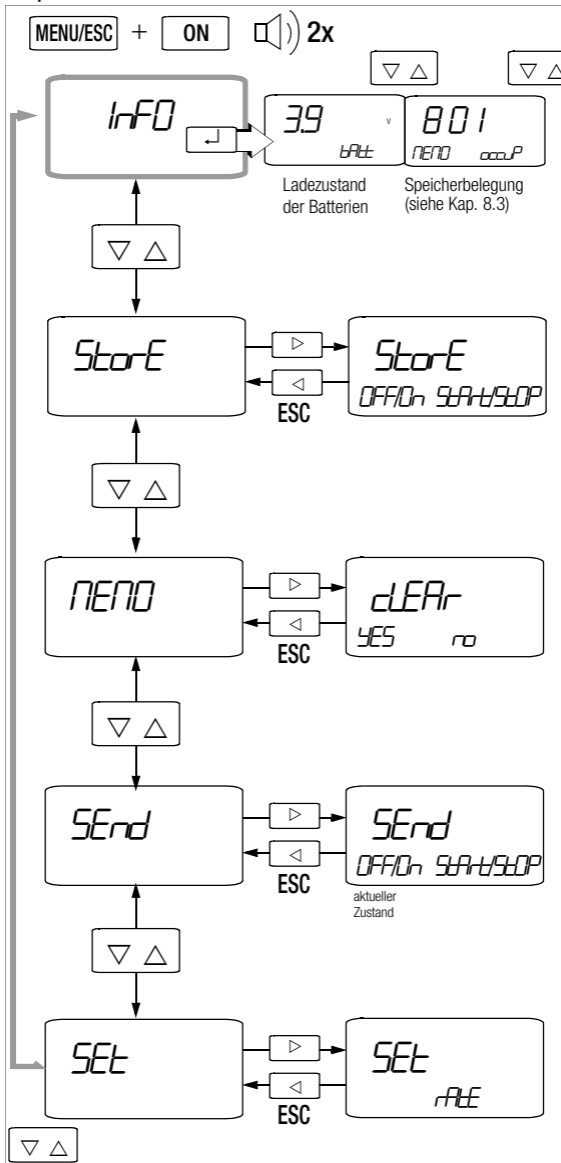 MENU/ESC + ON 2x
InFO
3.9 V
bAtt
801
MEMO occuP
Ladezustand
der Batterien
Speicherbelegung
(siehe Kap. 8.3)
StorE
ESC
StorE
OFF/On StArt/StOP
MEMO
ESC
cLEAr
YES no
SEnd
ESC
SEnd
OFF/On StArt/StOP
aktueller
Zustand
SEt
ESC
SEt
rAtE